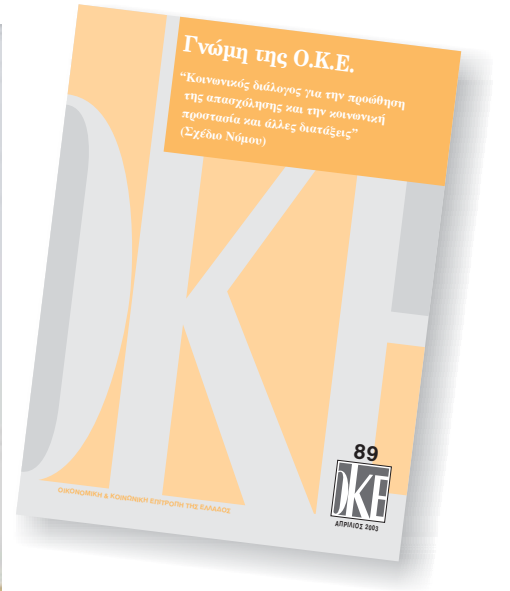 Γνώμη της Ο.Κ.Ε.
“Κοινωνικός διάλογος για την προώθηση
της απασχόλησης και την κοινωνική
προστασία και άλλες διατάξεις”
(Σχέδιο Νόμου)
ΟΚΕ
89
ΟΚΕ
ΑΠΡΙΛΙΟΣ 2003
ΟΙΚΟΝΟΜΙΚΗ & ΚΟΙΝΩΝΙΚΗ ΕΠΙΤΡΟΠΗ ΤΗΣ ΕΛΛΑΔΟΣ